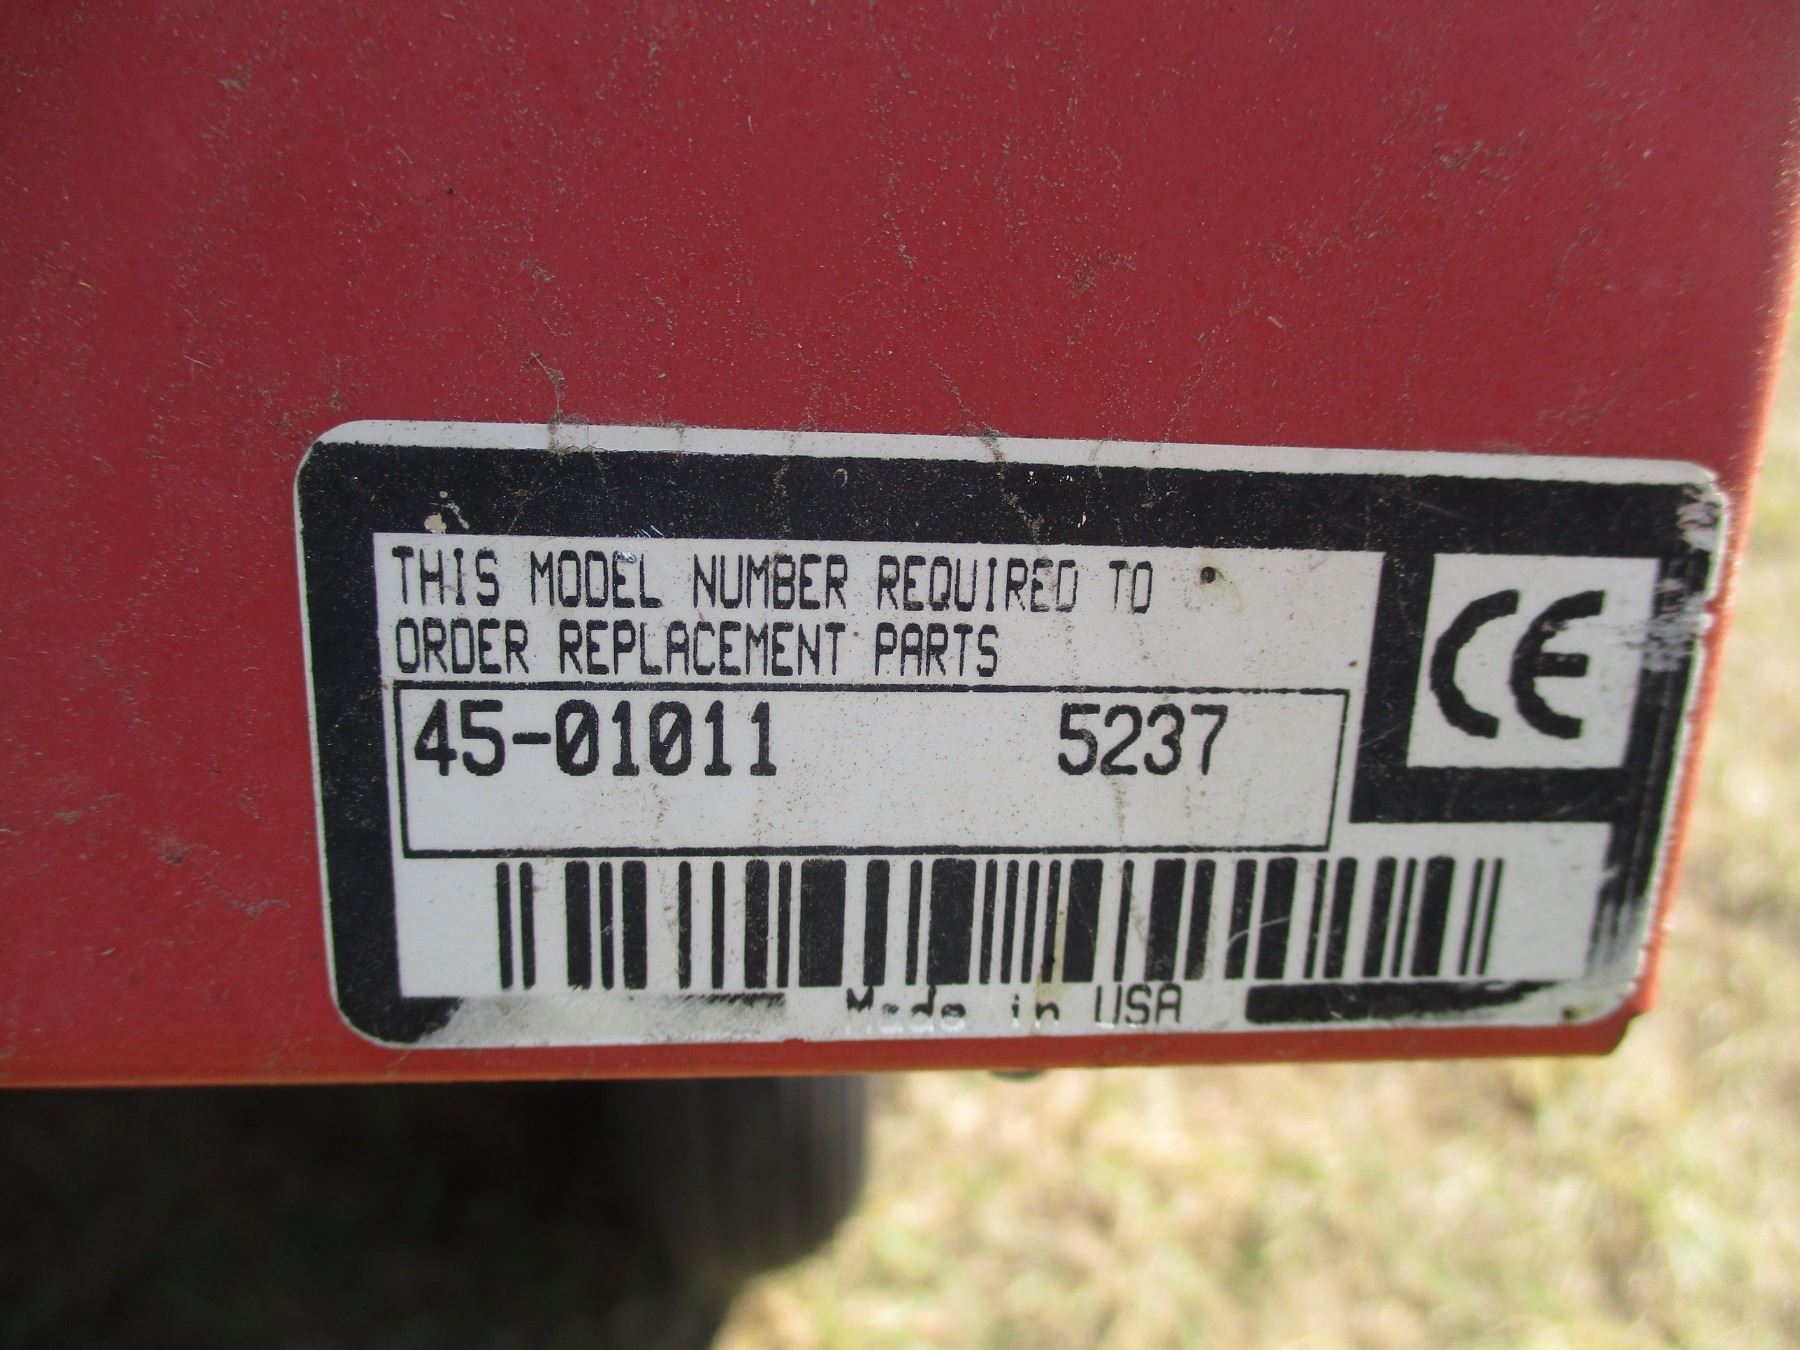 THIS MODEL NUMBER REQUIRED TO
ORDER REPLACEMENT PARTS
CE
45-01011 5237
Made in USA